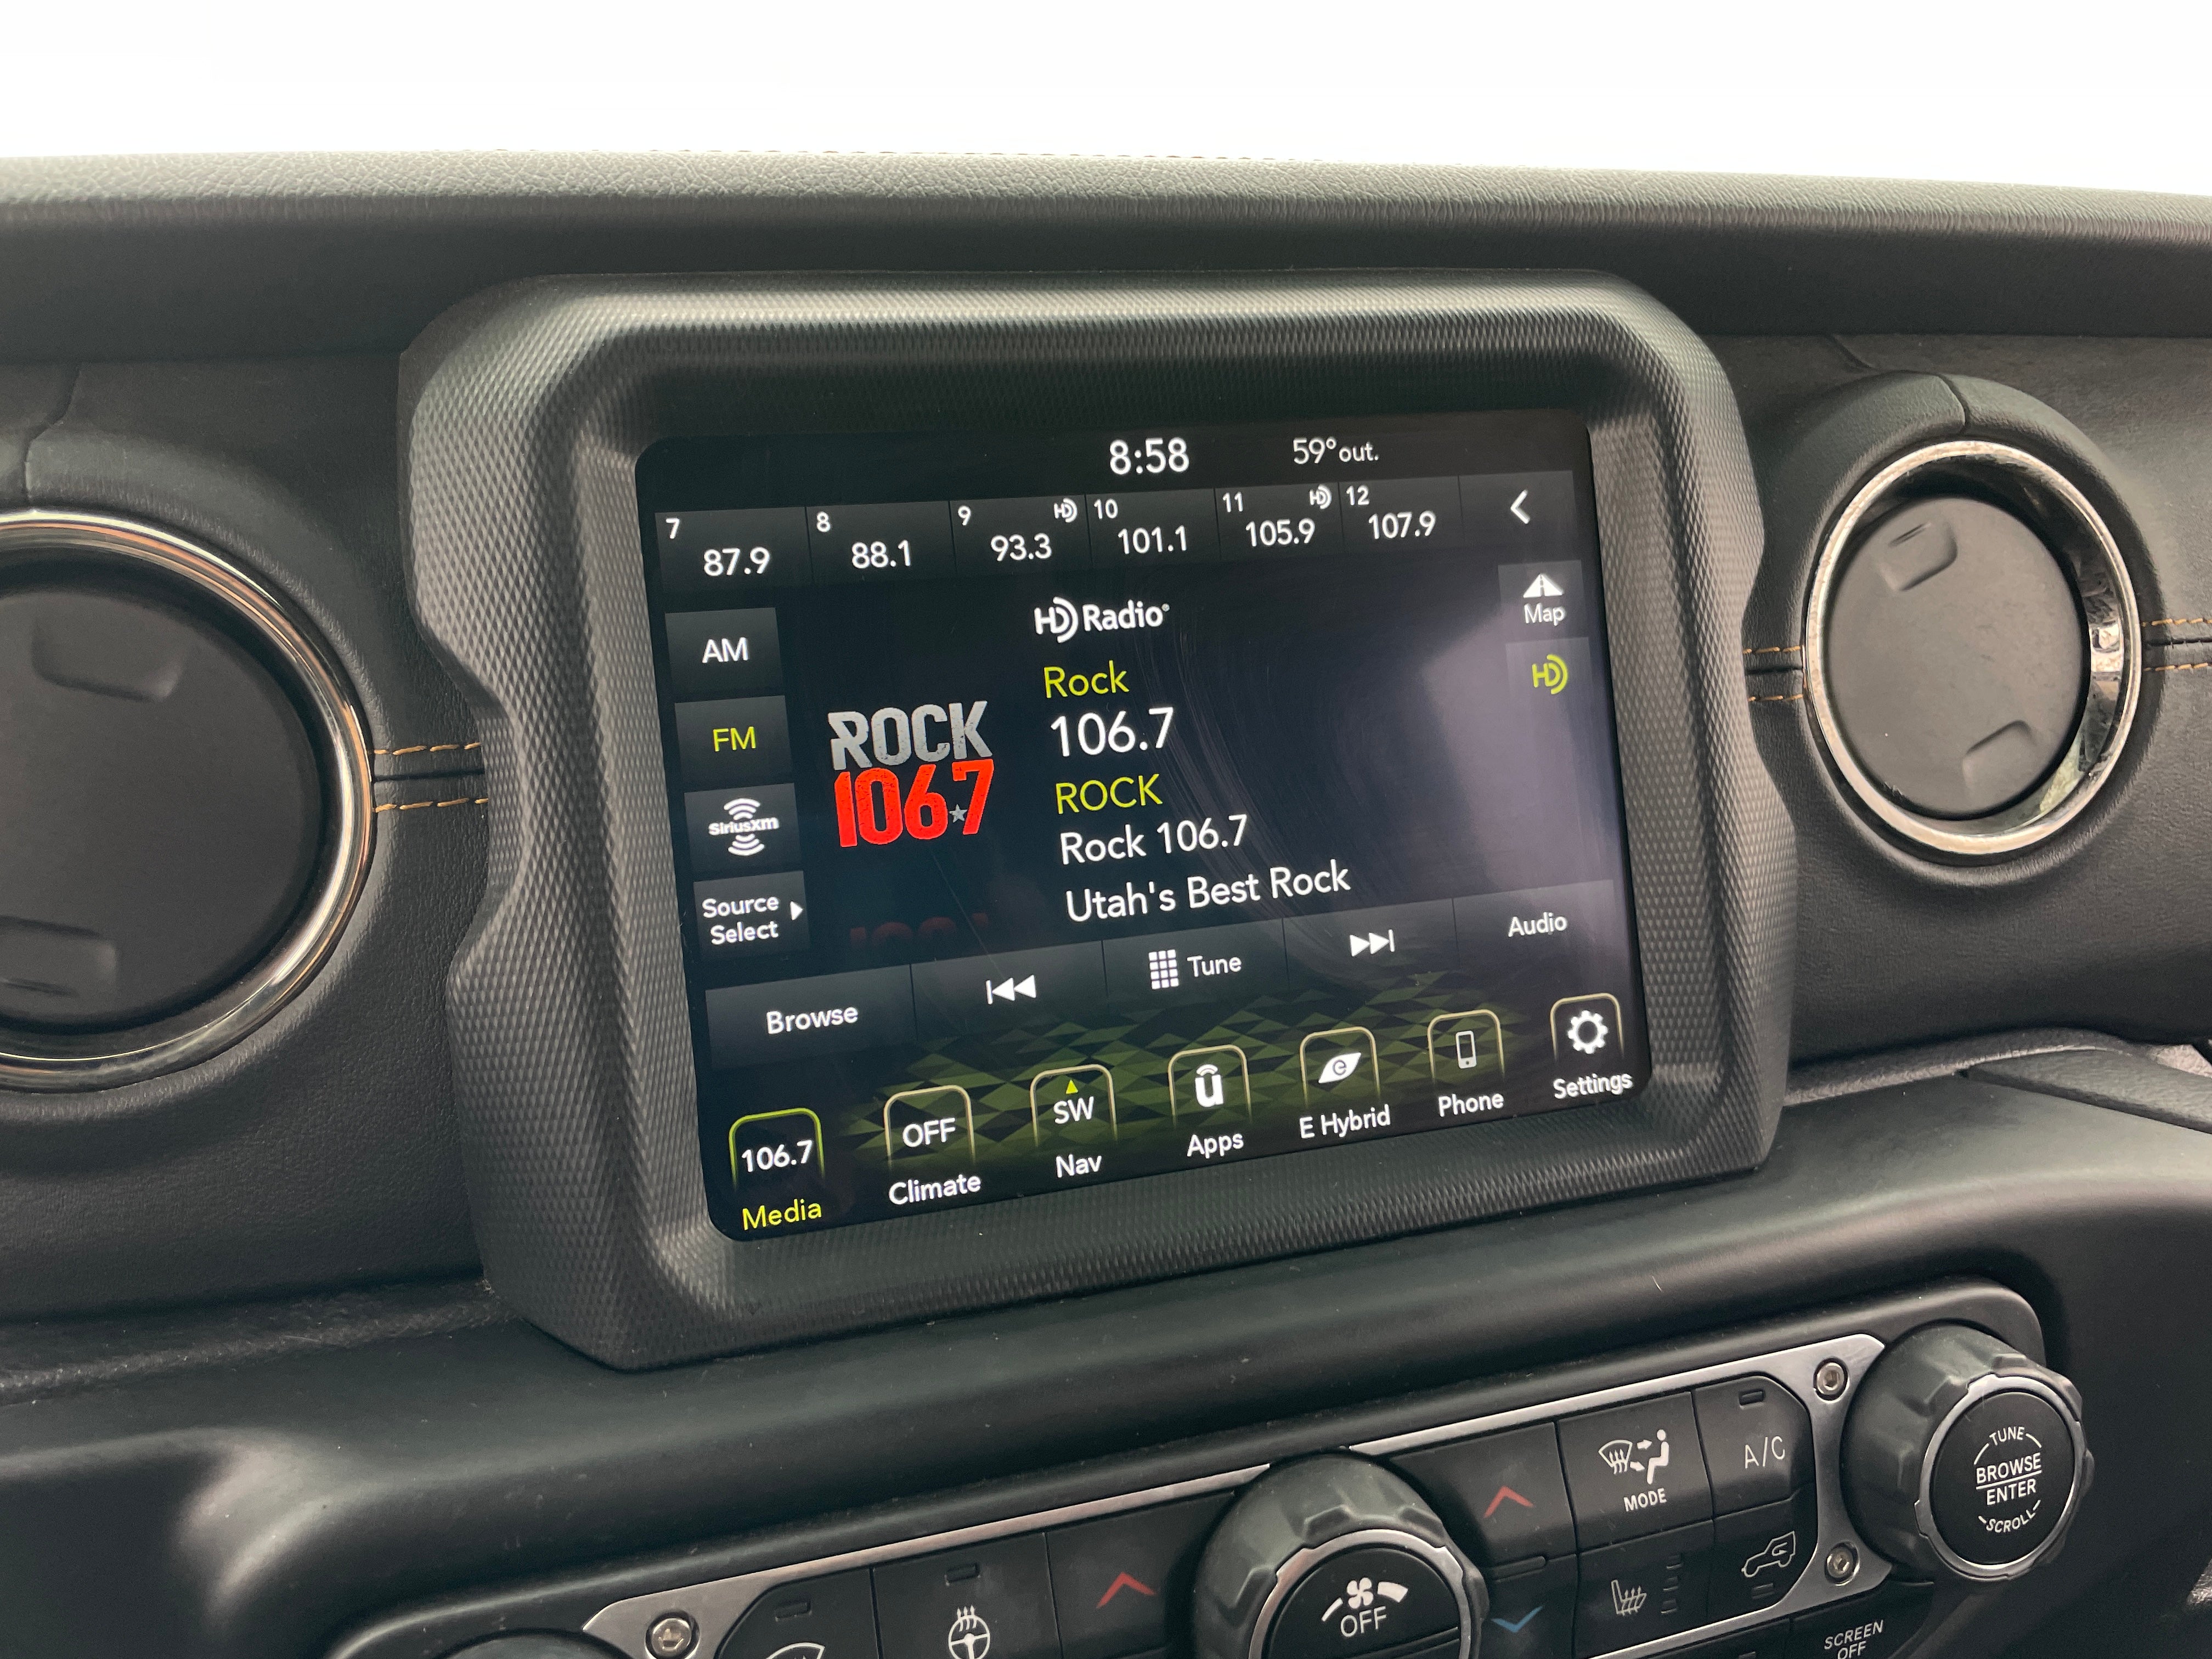 8:58 59° out.
7 8 9 HD 10 11 HD 12
87.9 88.1 93.3 101.1 105.9 107.9
Map
HD
AM
FM
SiriusXM
Source
Select
HD Radio®
ROCK
106.7
Rock
106.7
ROCK
Rock 106.7
Utah's Best Rock
Browse Tune Audio
106.7 OFF SW ū e
Media Climate Nav Apps E Hybrid Phone Settings
MODE
A/C
TUNE
BROWSE
ENTER
SCROLL
OFF
SCREEN
OFF